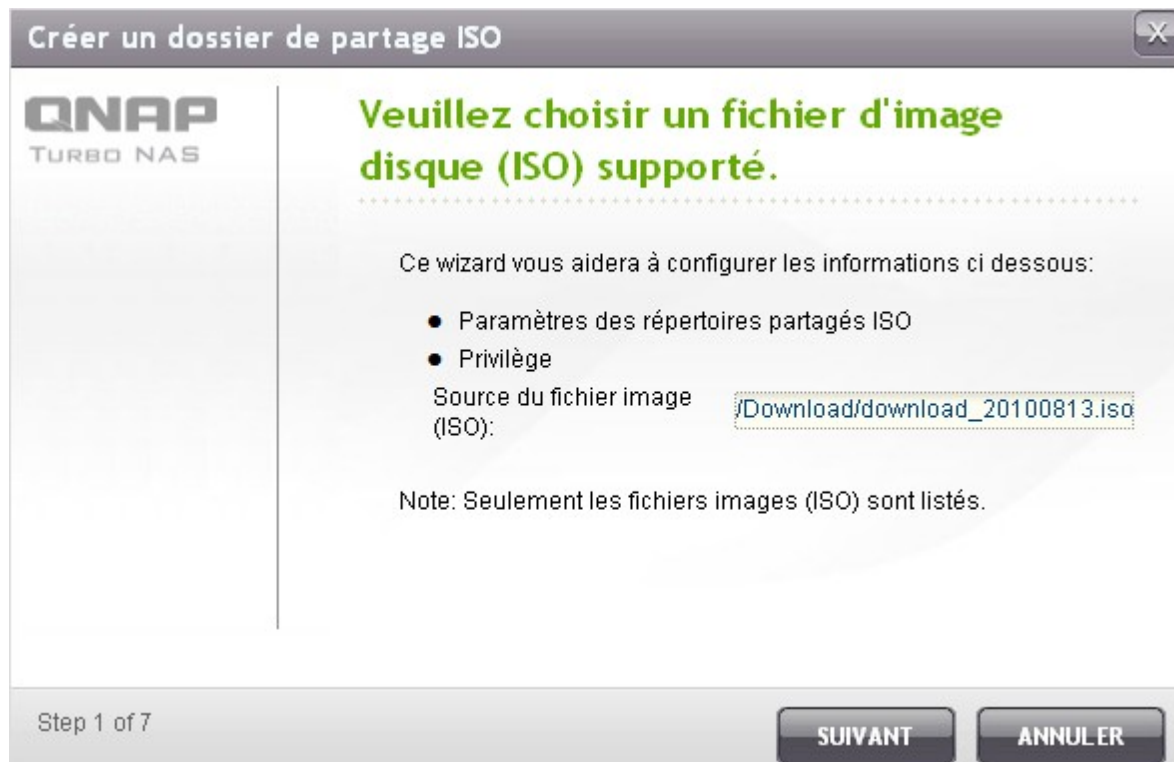 Créer un dossier de partage ISO
X
QNAP
TURBO NAS
Veuillez choisir un fichier d'image
disque (ISO) supporté.
Ce wizard vous aidera à configurer les informations ci dessous:
Paramètres des répertoires partagés ISO
Privilège
Source du fichier image
(ISO):
/Download/download_20100813.iso
Note: Seulement les fichiers images (ISO) sont listés.
Step 1 of 7
SUIVANT
ANNULER